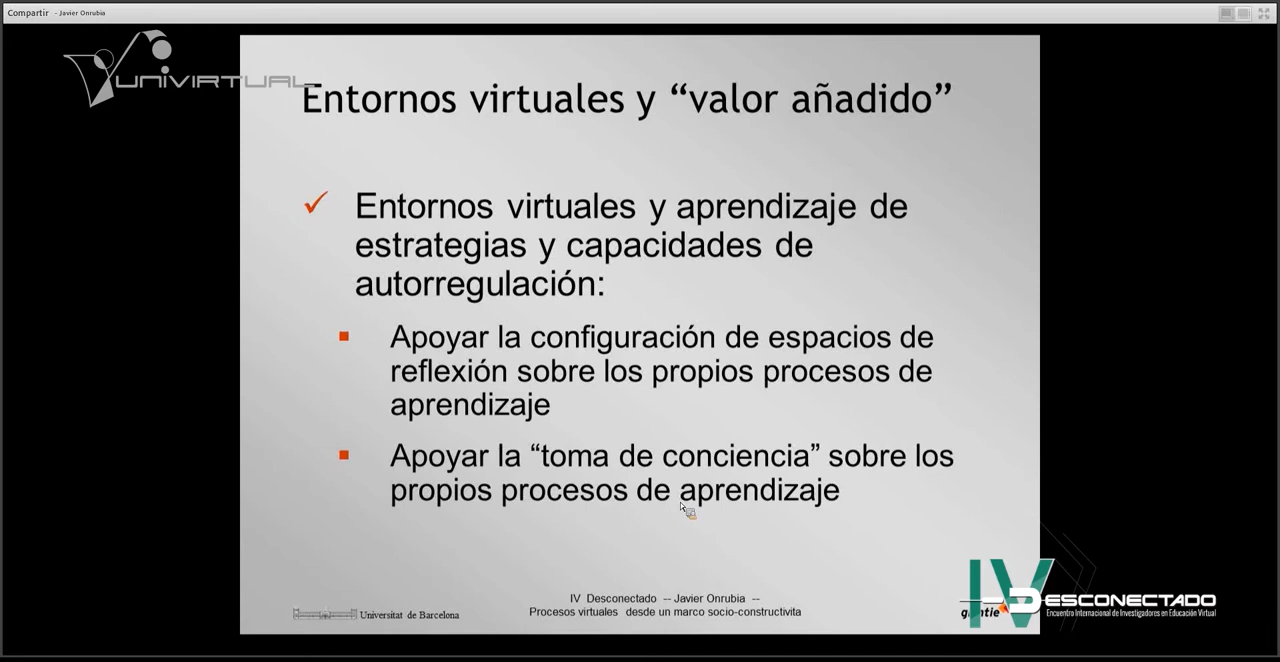 Compartir - Javier Onrubia
UNIVIRTUAL
Entornos virtuales y “valor añadido”
Entornos virtuales y aprendizaje de
estrategias y capacidades de
autorregulación:
Apoyar la configuración de espacios de
reflexión sobre los propios procesos de
aprendizaje
Apoyar la “toma de conciencia” sobre los
propios procesos de aprendizaje
IV Desconectado -- Javier Onrubia --
Procesos virtuales desde un marco socio-constructivita
Universitat de Barcelona
IV DESCONECTADO
Encuentro Internacional de Investigadores en Educación Virtual